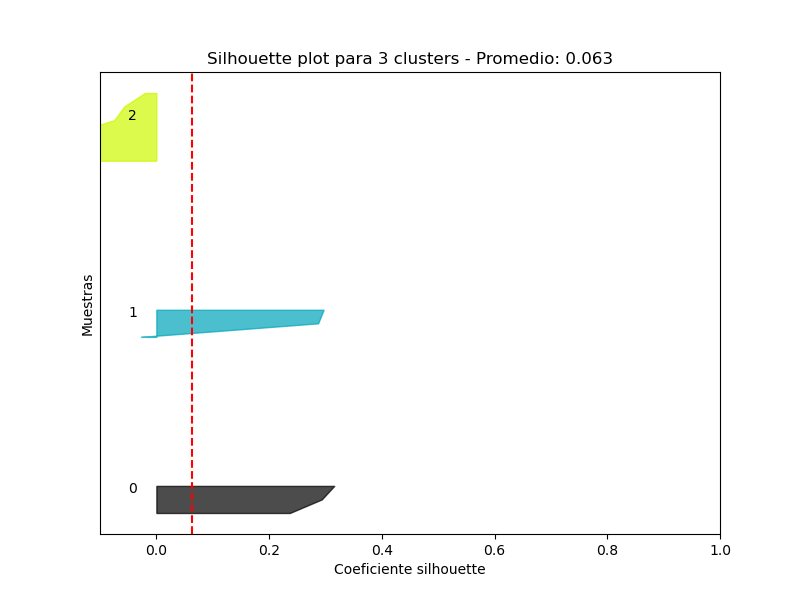 Silhouette plot para 3 clusters - Promedio: 0.063
2
1
0
Muestras
0.0 0.2 0.4 0.6 0.8 1.0
Coeficiente silhouette